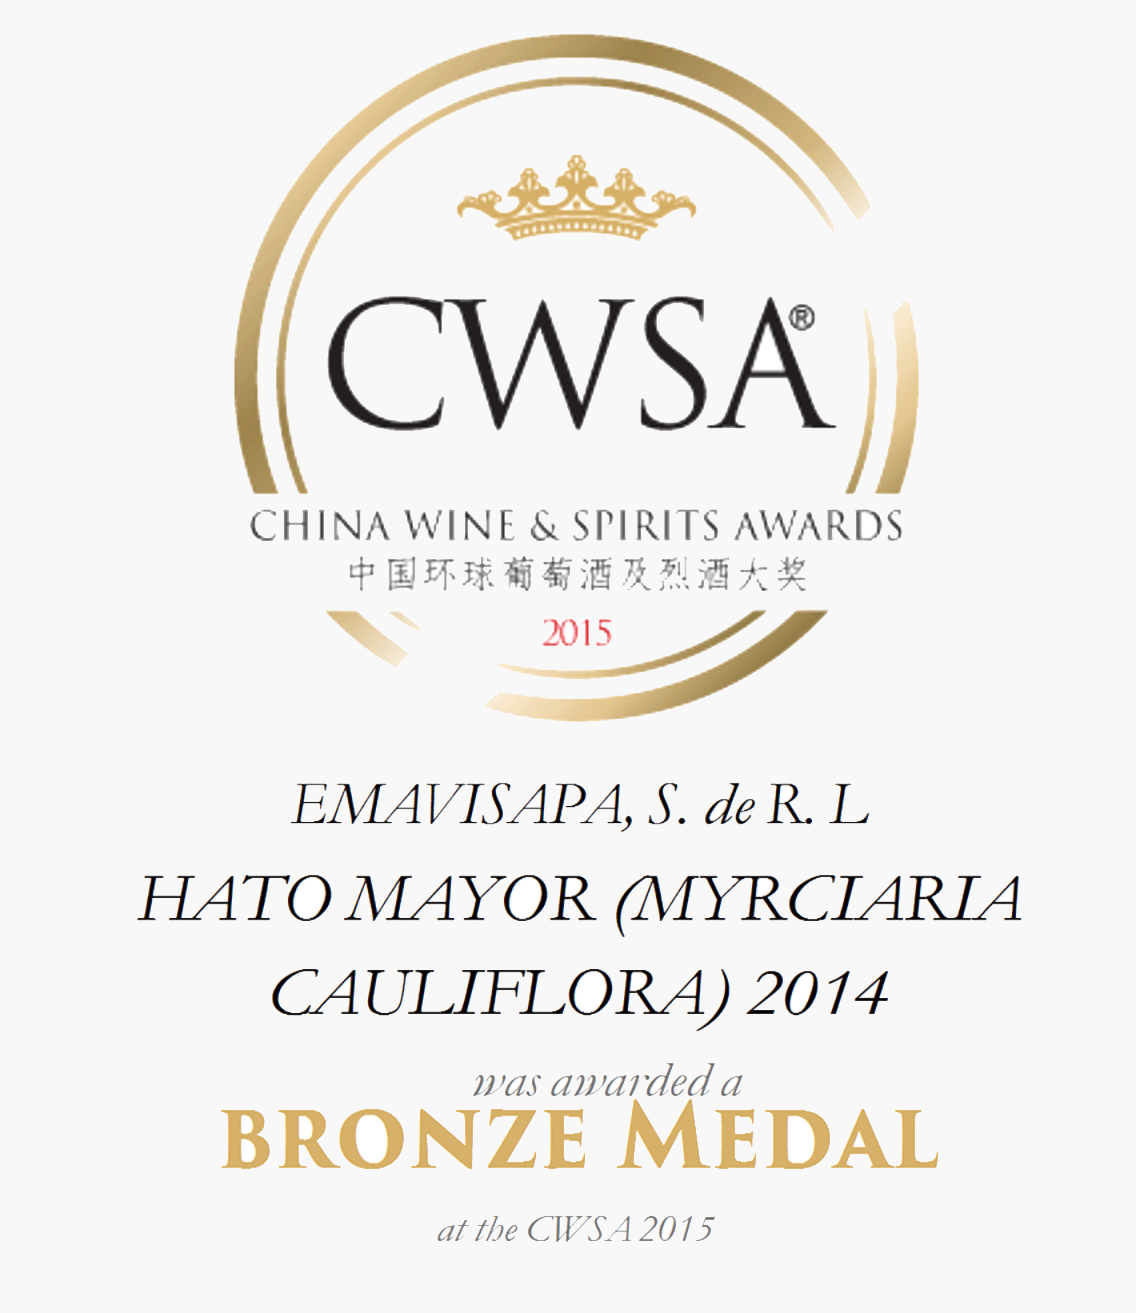 CWSA®
CHINA WINE & SPIRITS AWARDS
中国环球葡萄酒及烈酒大奖
2015
EMAVISAPA, S. de R. L
HATO MAYOR (MYRCIARIA
CAULIFLORA) 2014
was awarded a
BRONZE MEDAL
at the CWSA 2015